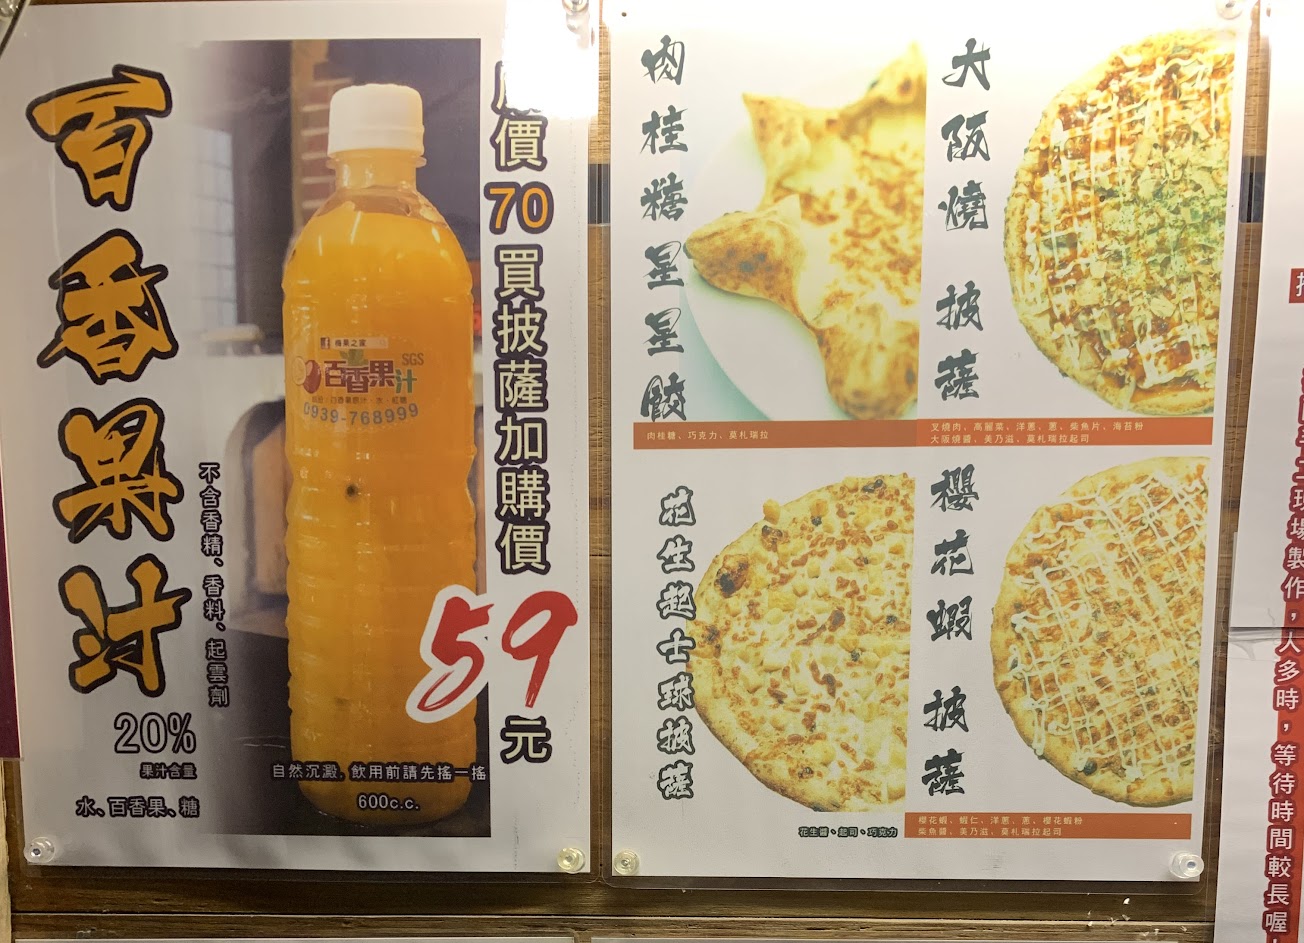 百香果汁
20%
果汁含量
水、百香果、糖
不含香精、香料、起雲劑
機果之家
百香果汁
SGS
0939-768999
價70買披薩加購價
59
元
自然沉澱，飲用前請先搖一搖
600c.c.
肉桂糖星星餃
肉桂糖、巧克力、莫札瑞拉
大阪燒 披薩
叉燒肉、高麗菜、洋蔥、蔥、柴魚片、海苔粉
大阪燒醬、美乃滋、莫札瑞拉起司
花生起士球披薩
花生醬、起司、巧克力
櫻花蝦 披薩
櫻花蝦、蝦仁、洋蔥、蔥、櫻花蝦粉
柴魚醬、美乃滋、莫札瑞拉起司
工現場製作，人多時，等待時間較長喔